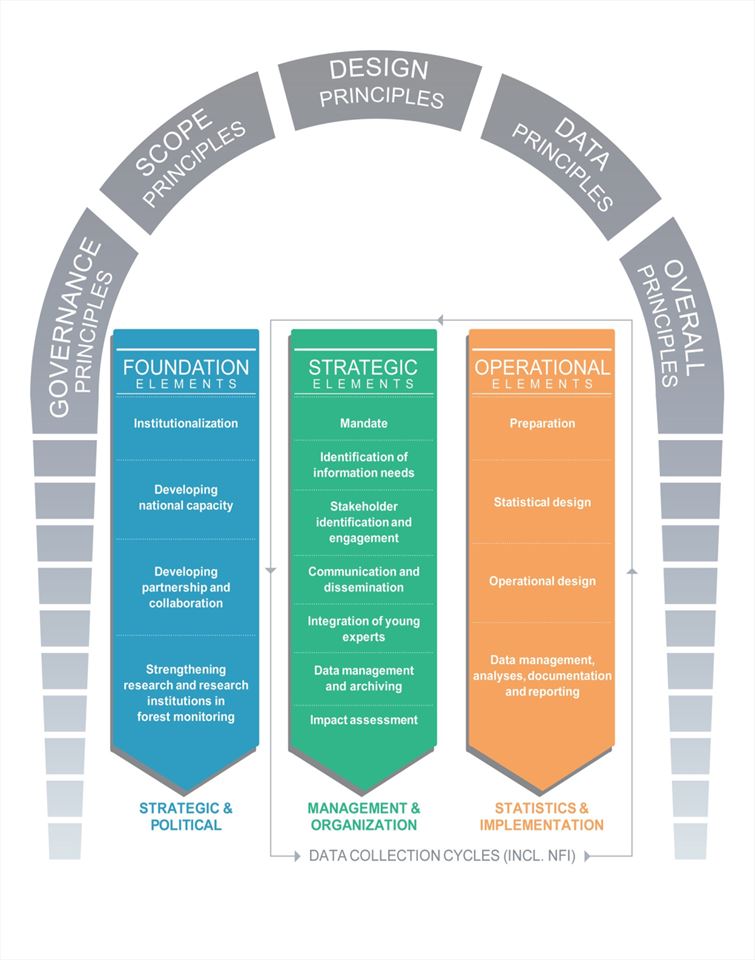 DESIGN
PRINCIPLES
SCOPE
PRINCIPLES
DATA
PRINCIPLES
GOVERNANCE
PRINCIPLES
OVERALL
PRINCIPLES
FOUNDATION
ELEMENTS
Institutionalization
Developing
national capacity
Developing
partnership and
collaboration
Strengthening
research and research
institutions in
forest monitoring
STRATEGIC &
POLITICAL
STRATEGIC
ELEMENTS
Mandate
Identification of
information needs
Stakeholder
identification and
engagement
Communication and
dissemination
Integration of young
experts
Data management
and archiving
Impact assessment
MANAGEMENT &
ORGANIZATION
OPERATIONAL
ELEMENTS
Preparation
Statistical design
Operational design
Data management,
analyses, documentation
and reporting
STATISTICS &
IMPLEMENTATION
DATA COLLECTION CYCLES (INCL. NFI)